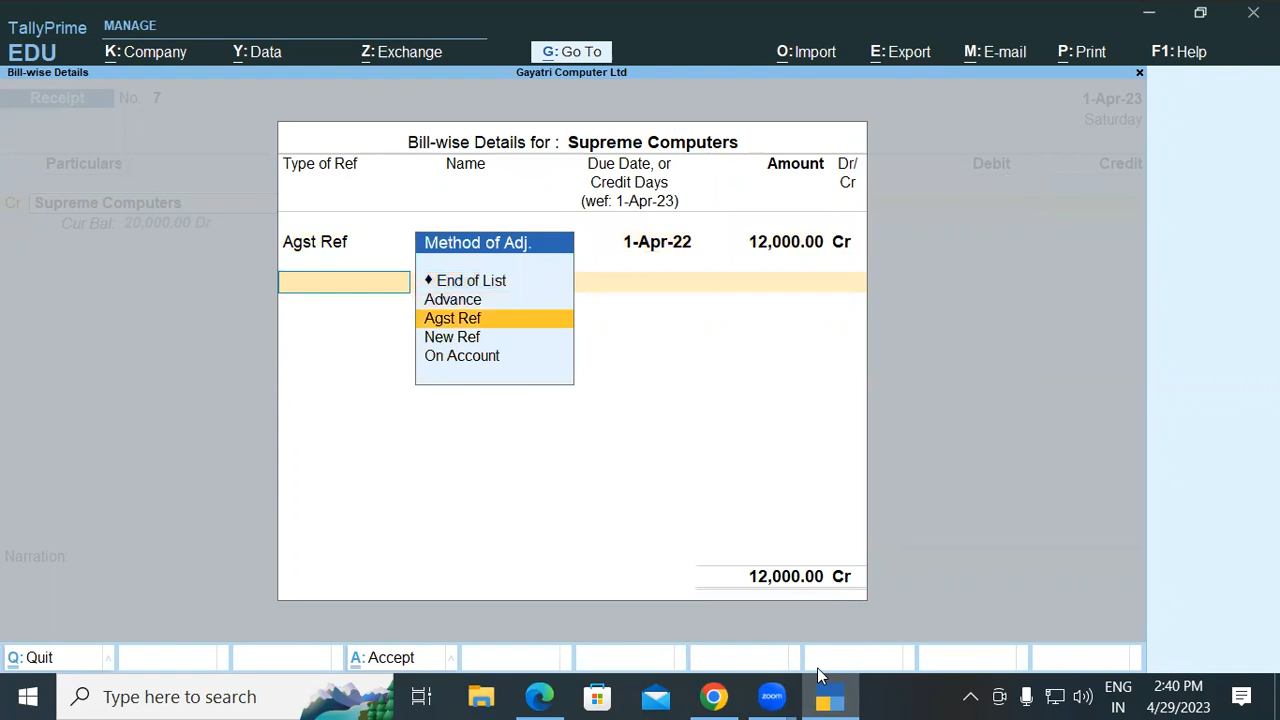 TallyPrime MANAGE
EDU K: Company Y: Data Z: Exchange G: Go To O: Import E: Export M: E-mail P: Print F1: Help
Bill-wise Details Gayatri Computer Ltd
Receipt No. 7 1-Apr-23
Saturday
Particulars Debit Credit
Cr Supreme Computers
Cur Bal: 20,000.00 Dr
Bill-wise Details for : Supreme Computers
Type of Ref Name Due Date, or Amount Dr/
Credit Days Cr
(wef: 1-Apr-23)
Agst Ref 1-Apr-22 12,000.00 Cr
Method of Adj.
♦ End of List
Advance
Agst Ref
New Ref
On Account
Narration:
12,000.00 Cr
Q: Quit A: Accept
Type here to search zoom ENG 2:40 PM
IN 4/29/2023